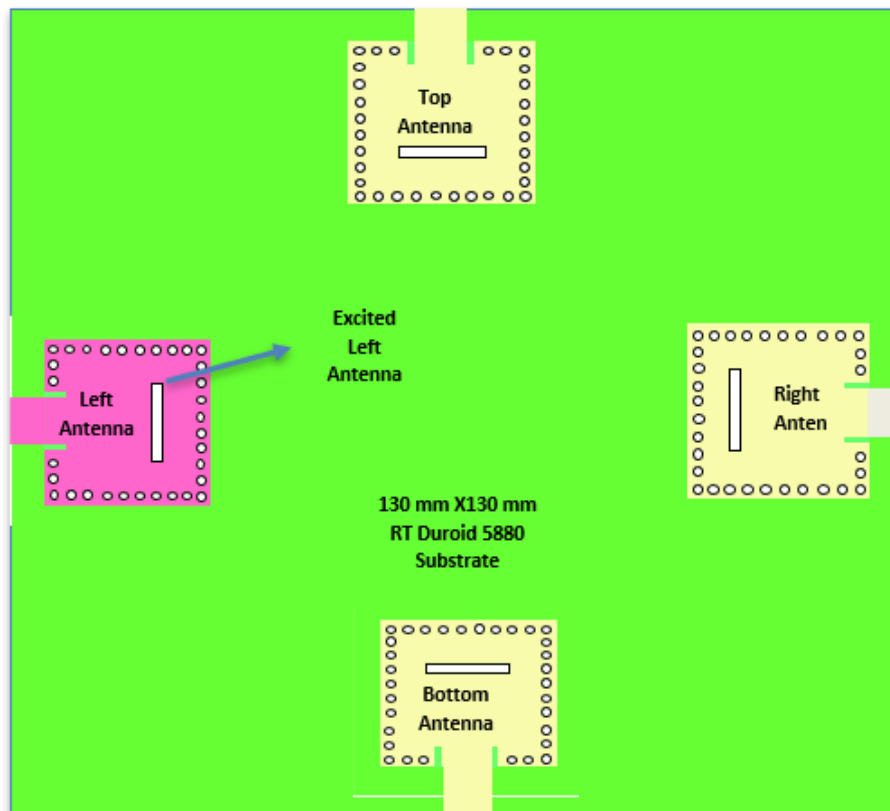 Top
Antenna
Excited
Left
Antenna
Left
Antenna
Right
Anten
130 mm X130 mm
RT Duroid 5880
Substrate
Bottom
Antenna